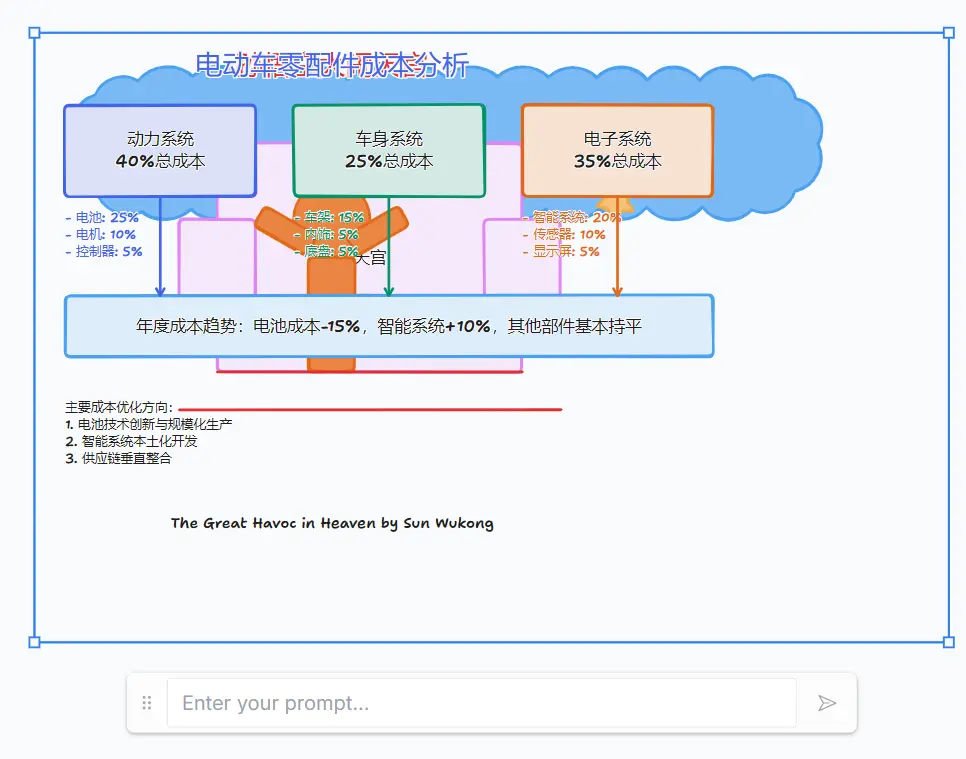 电动车零配件成本分析
动力系统
40%总成本
车身系统
25%总成本
电子系统
35%总成本
- 电池: 25%
- 电机: 10%
- 控制器: 5%
- 车架: 15%
- 内饰: 5%
- 底盘: 5%
天宫
- 智能系统: 20%
- 传感器: 10%
- 显示屏: 5%
年度成本趋势：电池成本-15%，智能系统+10%，其他部件基本持平
主要成本优化方向：
1. 电池技术创新与规模化生产
2. 智能系统本土化开发
3. 供应链垂直整合
The Great Havoc in Heaven by Sun Wukong
Enter your prompt...